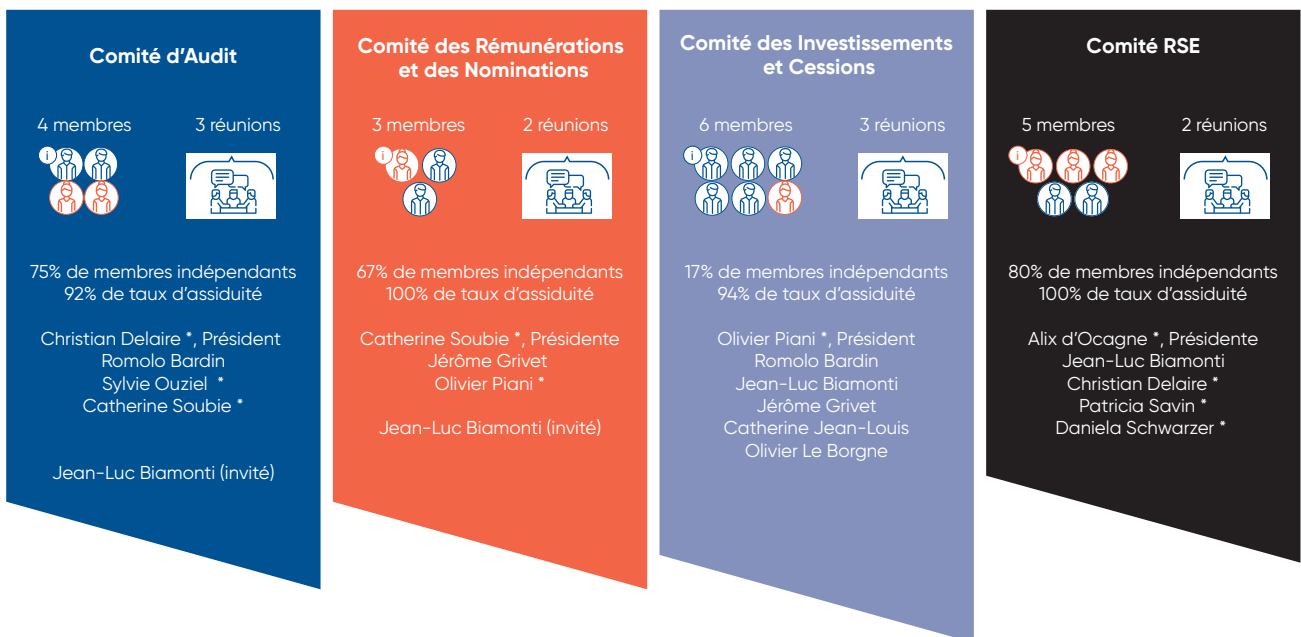 Comité d'Audit
4 membres
3 réunions
i
75% de membres indépendants
92% de taux d'assiduité
Christian Delaire *, Président
Romolo Bardin
Sylvie Ouziel *
Catherine Soubie *
Jean-Luc Biamonti (invité)
Comité des Rémunérations
et des Nominations
3 membres
2 réunions
i
67% de membres indépendants
100% de taux d'assiduité
Catherine Soubie *, Présidente
Jérôme Grivet
Olivier Piani *
Jean-Luc Biamonti (invité)
Comité des Investissements
et Cessions
6 membres
3 réunions
i
17% de membres indépendants
94% de taux d'assiduité
Olivier Piani *, Président
Romolo Bardin
Jean-Luc Biamonti
Jérôme Grivet
Catherine Jean-Louis
Olivier Le Borgne
Comité RSE
5 membres
2 réunions
i
80% de membres indépendants
100% de taux d'assiduité
Alix d'Ocagne *, Présidente
Jean-Luc Biamonti
Christian Delaire *
Patricia Savin *
Daniela Schwarzer *